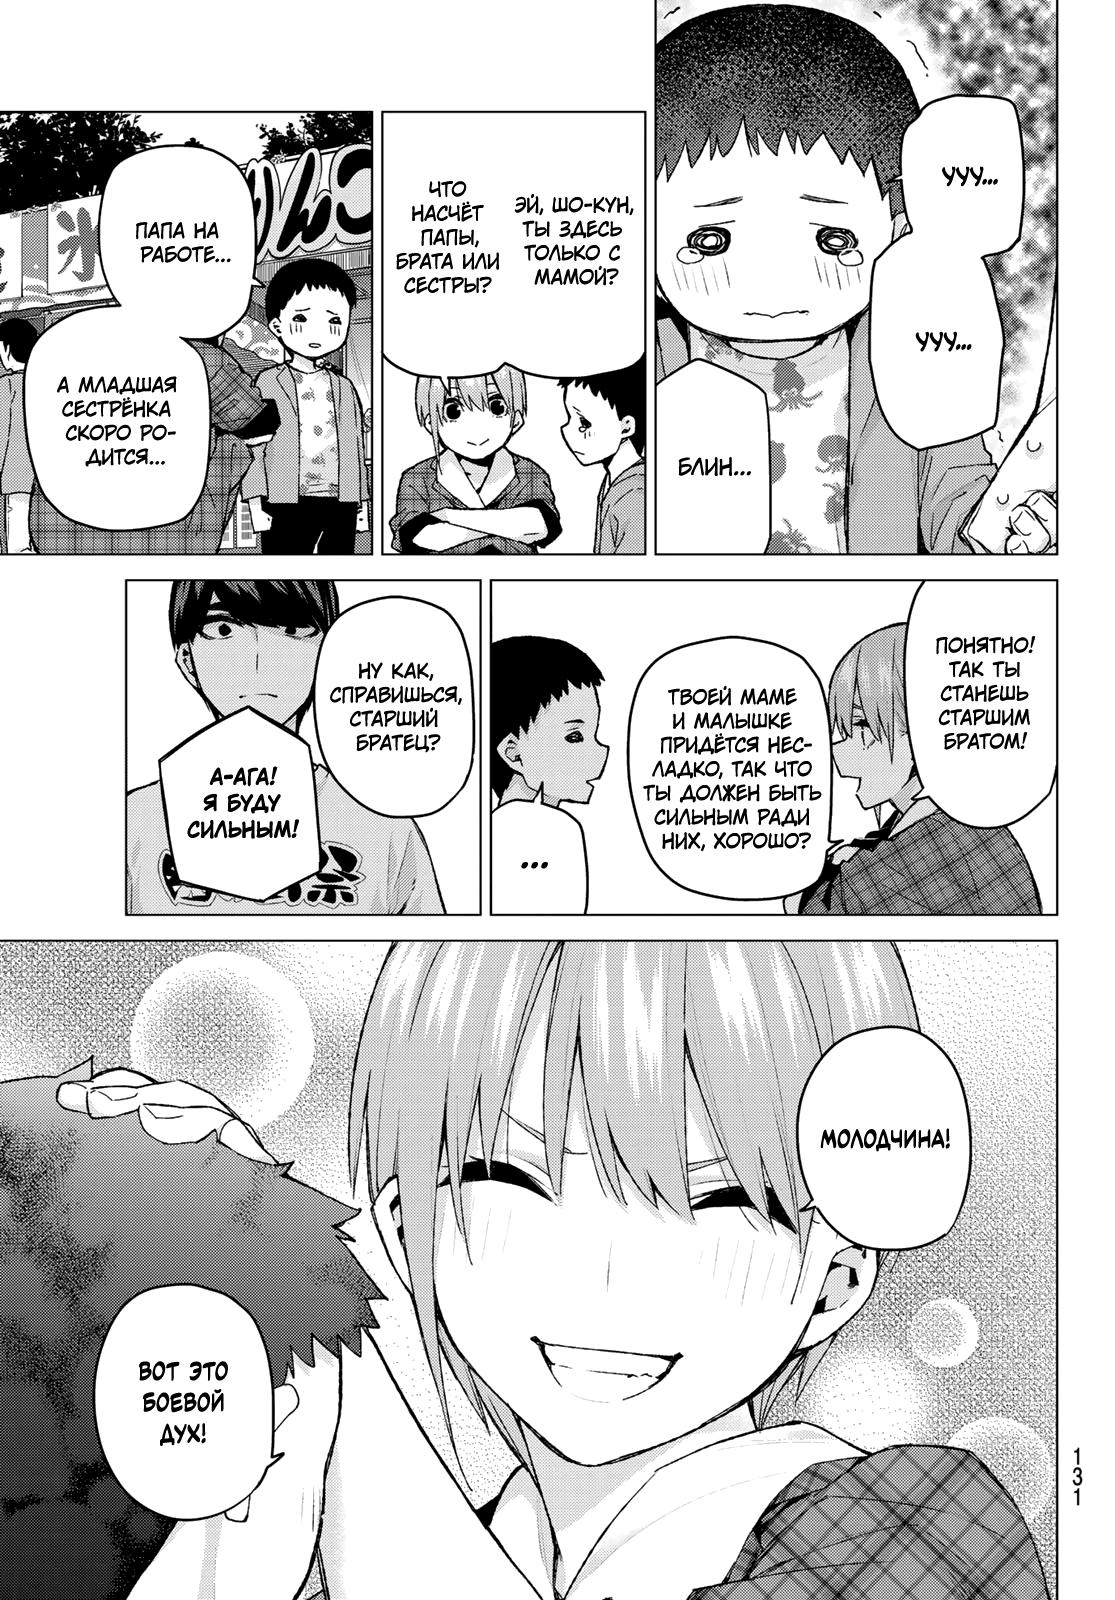 УУУ...
УУУ...
БЛИН...
ЭЙ, ШО-КУН,
ТЫ ЗДЕСЬ
ТОЛЬКО С
МАМОЙ?
ЧТО
НАСЧЁТ
ПАПЫ,
БРАТА ИЛИ
СЕСТРЫ?
ПАПА НА
РАБОТЕ...
А МЛАДШАЯ
СЕСТРЁНКА
СКОРО РО-
ДИТСЯ...
氷
ПОНЯТНО!
ТАК ТЫ
СТАНЕШЬ
СТАРШИМ
БРАТОМ!
ТВОЕЙ МАМЕ
И МАЛЫШКЕ
ПРИДЁТСЯ НЕС-
ЛАДКО, ТАК ЧТО
ТЫ ДОЛЖЕН БЫТЬ
СИЛЬНЫМ РАДИ
НИХ, ХОРОШО?
...
НУ КАК,
СПРАВИШЬСЯ,
СТАРШИЙ
БРАТЕЦ?
А-АГА!
Я БУДУ
СИЛЬНЫМ!
МОЛОДЧИНА!
ВОТ ЭТО
БОЕВОЙ
ДУХ!
131